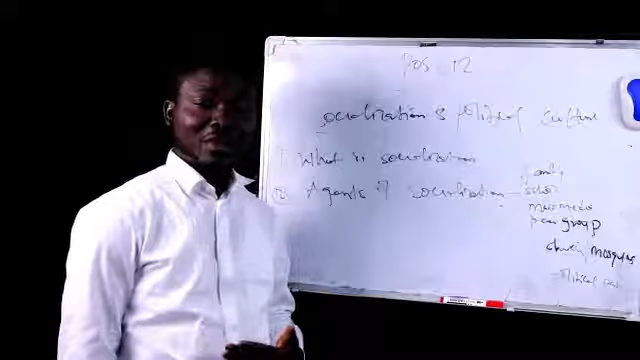 Pos 12
Socialization & political culture
1 What is socialization
2 Agents of socialization - family
school
mass media
peer group
church, mosques
political